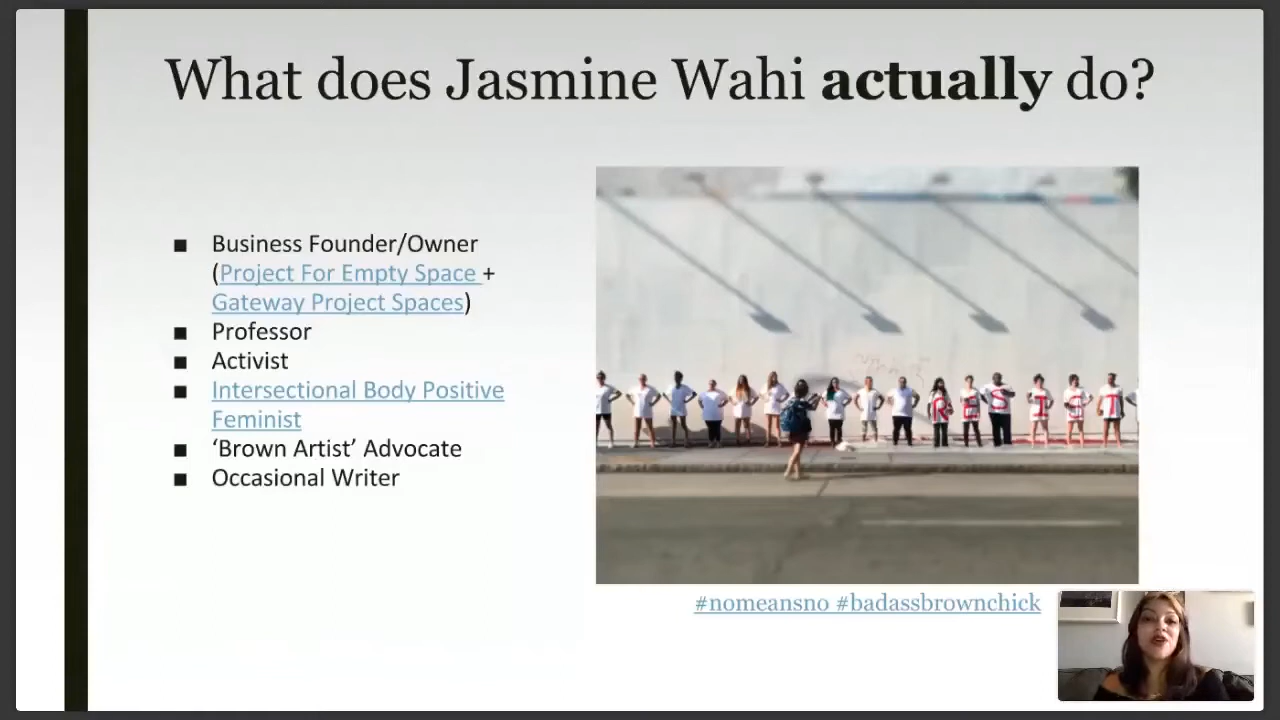 What does Jasmine Wahi actually do?
■ Business Founder/Owner
(Project For Empty Space +
Gateway Project Spaces)
■ Professor
■ Activist
■ Intersectional Body Positive
Feminist
■ ‘Brown Artist’ Advocate
■ Occasional Writer
RESIST
#nomeansno #badassbrownchick